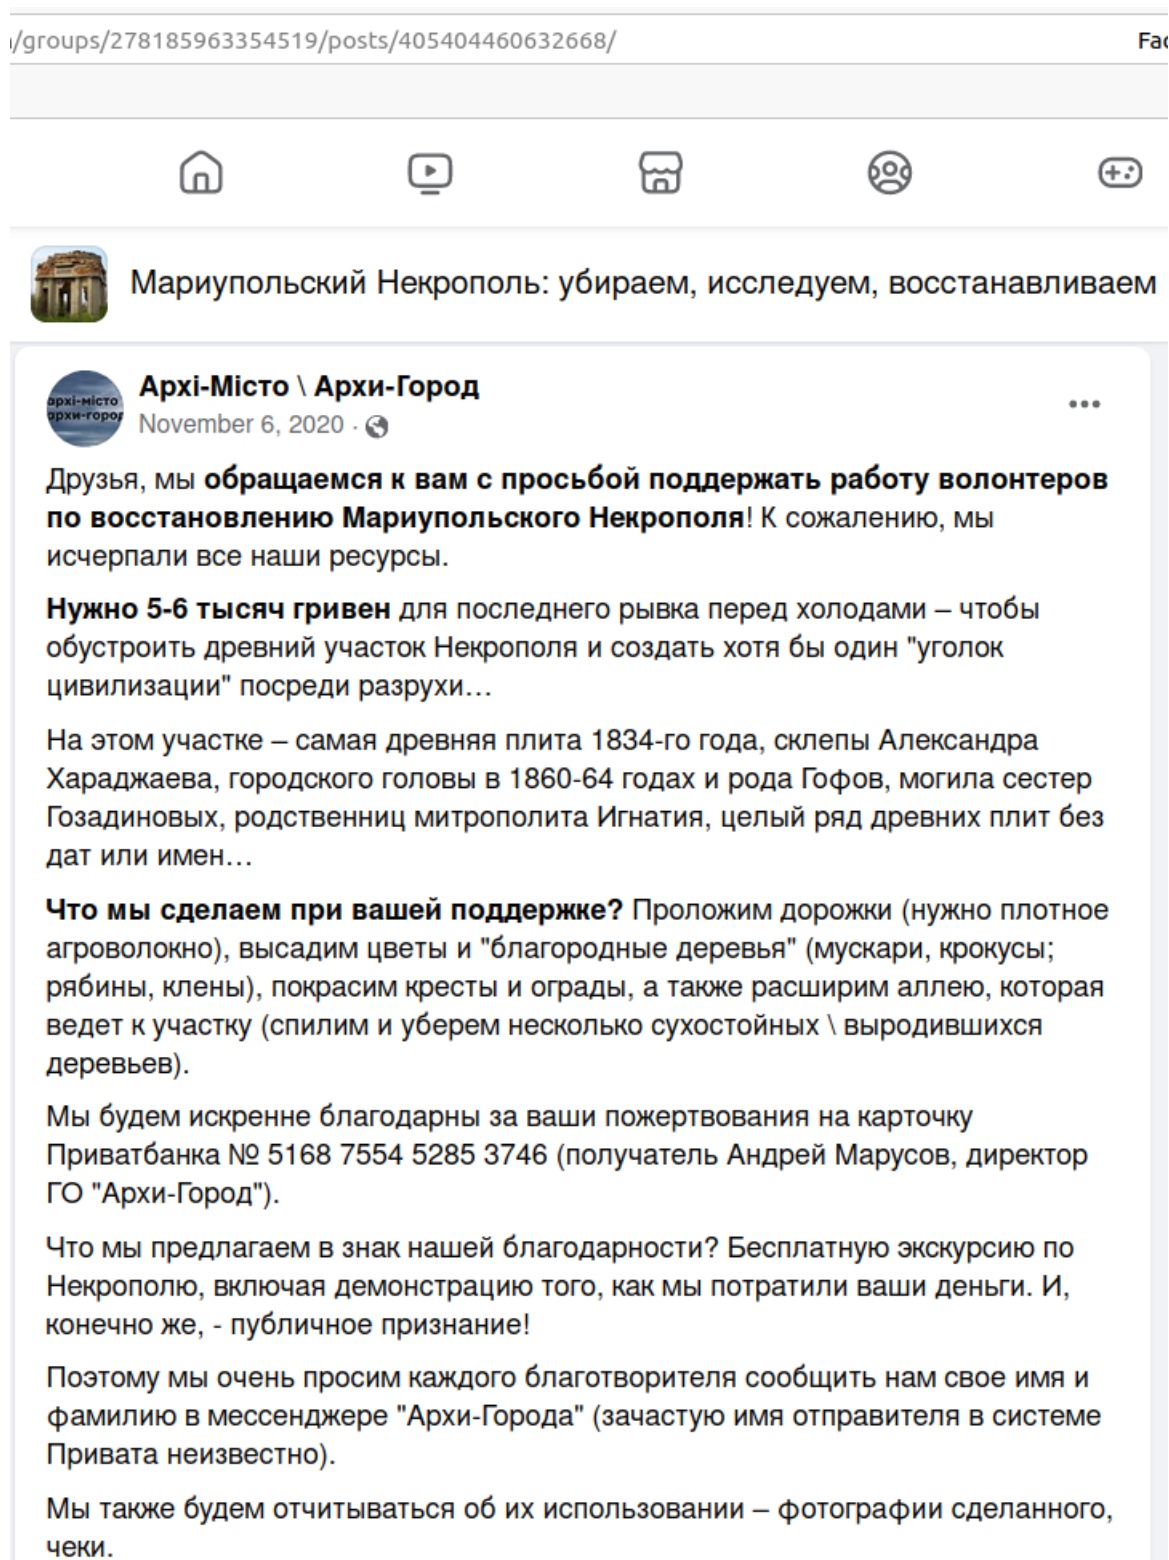 /groups/278185963354519/posts/405404460632668/
Fac
Мариупольский Некрополь: убираем, исследуем, восстанавливаем
архі-місто
архи-город
Архі-Місто \ Архи-Город
November 6, 2020 ·
Друзья, мы обращаемся к вам с просьбой поддержать работу волонтеров
по восстановлению Мариупольского Некрополя! К сожалению, мы
исчерпали все наши ресурсы.
Нужно 5-6 тысяч гривен для последнего рывка перед холодами – чтобы
обустроить древний участок Некрополя и создать хотя бы один "уголок
цивилизации" посреди разрухи…
На этом участке – самая древняя плита 1834-го года, склепы Александра
Хараджаева, городского головы в 1860-64 годах и рода Гофов, могила сестер
Гозадиновых, родственниц митрополита Игнатия, целый ряд древних плит без
дат или имен…
Что мы сделаем при вашей поддержке? Проложим дорожки (нужно плотное
агроволокно), высадим цветы и "благородные деревья" (мускари, крокусы;
рябины, клены), покрасим кресты и ограды, а также расширим аллею, которая
ведет к участку (спилим и уберем несколько сухостойных \ выродившихся
деревьев).
Мы будем искренне благодарны за ваши пожертвования на карточку
Приватбанка № 5168 7554 5285 3746 (получатель Андрей Марусов, директор
ГО "Архи-Город").
Что мы предлагаем в знак нашей благодарности? Бесплатную экскурсию по
Некрополю, включая демонстрацию того, как мы потратили ваши деньги. И,
конечно же, - публичное признание!
Поэтому мы очень просим каждого благотворителя сообщить нам свое имя и
фамилию в мессенджере "Архи-Города" (зачастую имя отправителя в системе
Привата неизвестно).
Мы также будем отчитываться об их использовании – фотографии сделанного,
чеки.